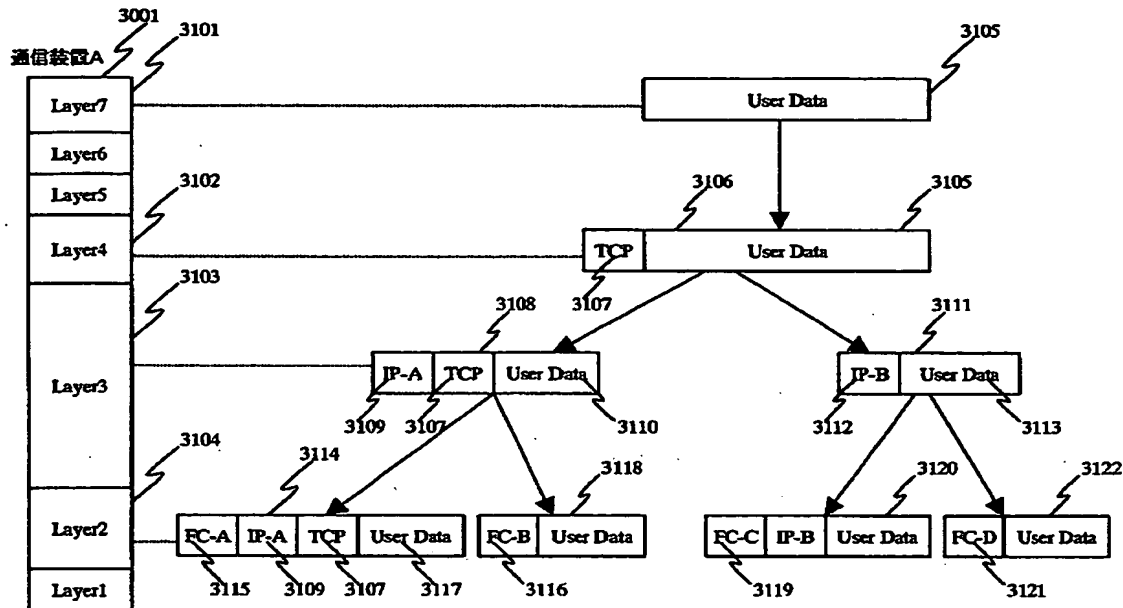 3001
3101
3105
通信装置A
Layer7
User Data
Layer6
Layer5
3102
3106
3105
Layer4
TCP
User Data
3103
3107
3108
3111
Layer3
IP-A
TCP
User Data
IP-B
User Data
3109
3107
3110
3112
3113
3104
3114
3118
3120
3122
Layer2
FC-A
IP-A
TCP
User Data
FC-B
User Data
FC-C
IP-B
User Data
FC-D
User Data
Layer1
3115
3109
3107
3117
3116
3119
3121